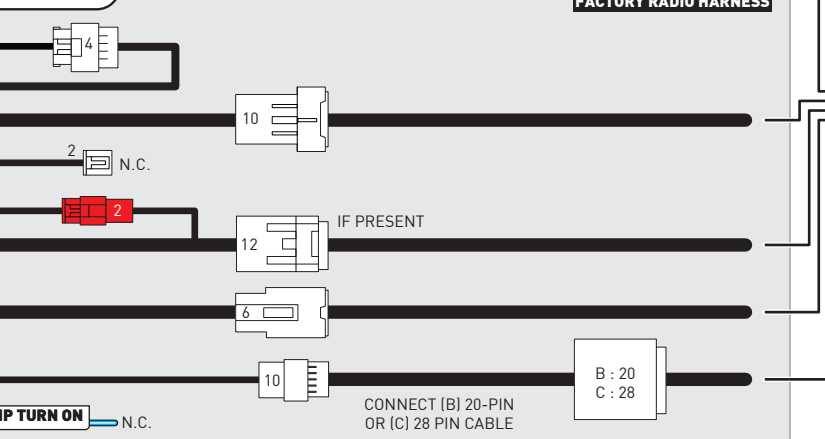 FACTORY RADIO HARNESS
4
10
2
N.C.
2
IF PRESENT
12
6
B : 20
C : 28
10
CONNECT (B) 20-PIN
OR (C) 28 PIN CABLE
TURN ON
N.C.